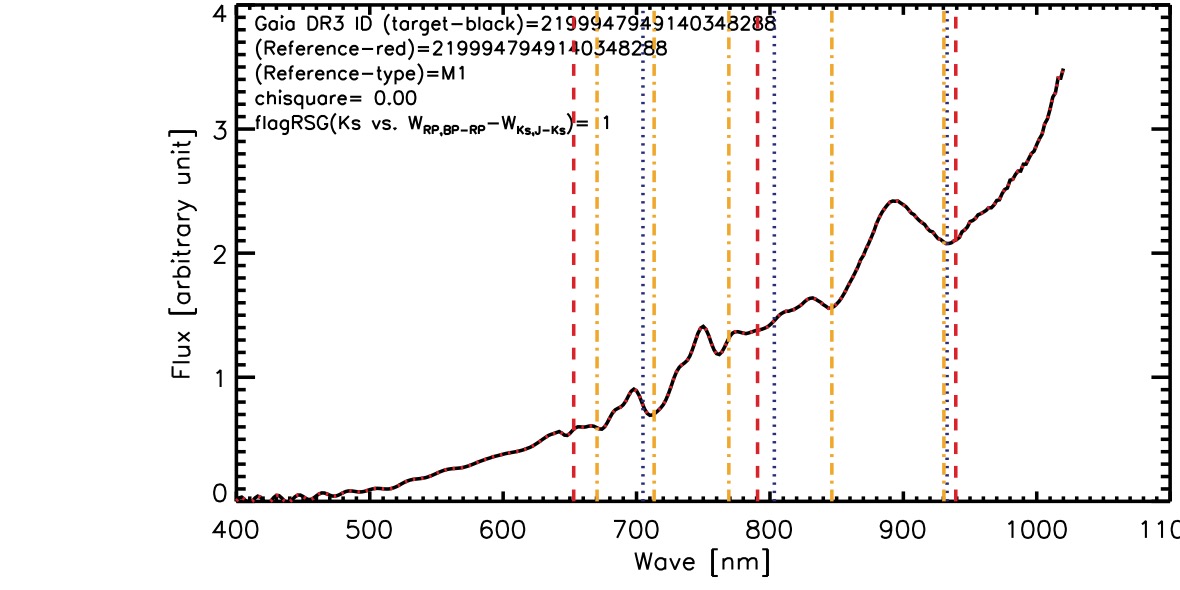 Gaia DR3 ID (target-black)=2199947949140348288
(Reference-red)=2199947949140348288
(Reference-type)=M1
chisquare= 0.00
flagRSG(Ks vs. WRP,BP-RP-WKs,J-Ks)= 1
4
3
2
1
0
Flux [arbitrary unit]
400 500 600 700 800 900 1000 110
Wave [nm]